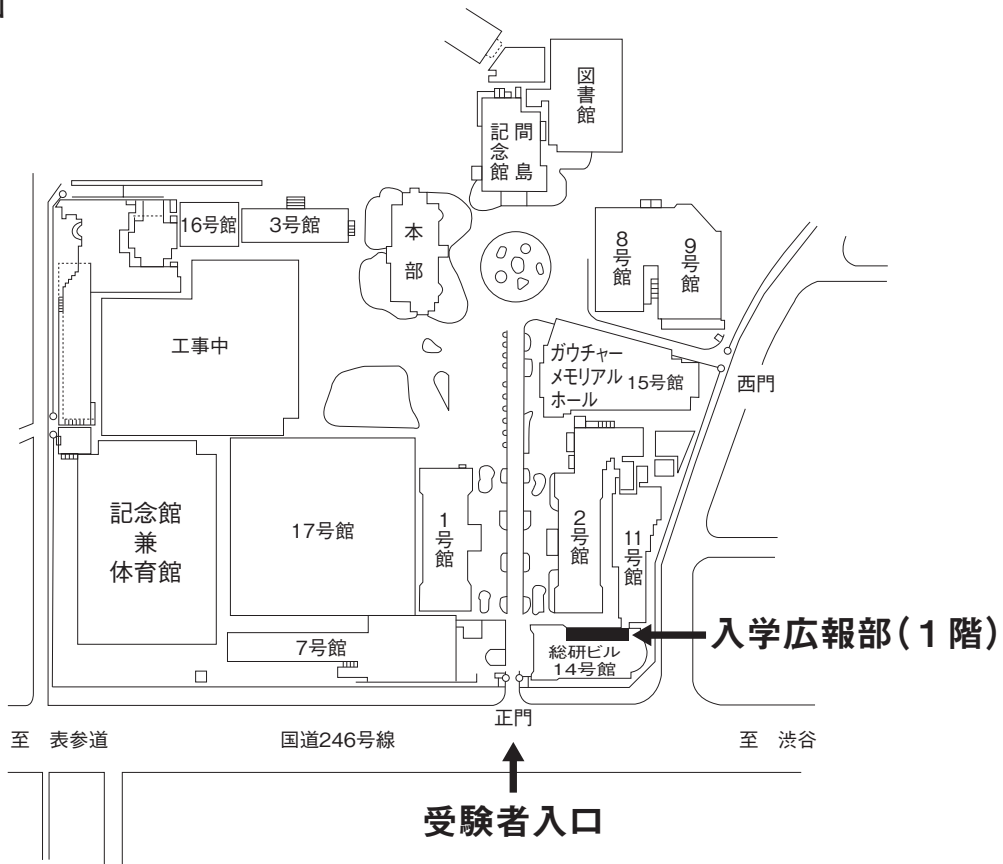 図書館
間島
記念館
16号館
3号館
本部
8号館
9号館
工事中
ガウチャー
メモリアル
ホール
15号館
西門
記念館
兼
体育館
17号館
1号館
2号館
11号館
入学広報部(1階)
7号館
総研ビル
14号館
正門
至 表参道
国道246号線
至 渋谷
受験者入口